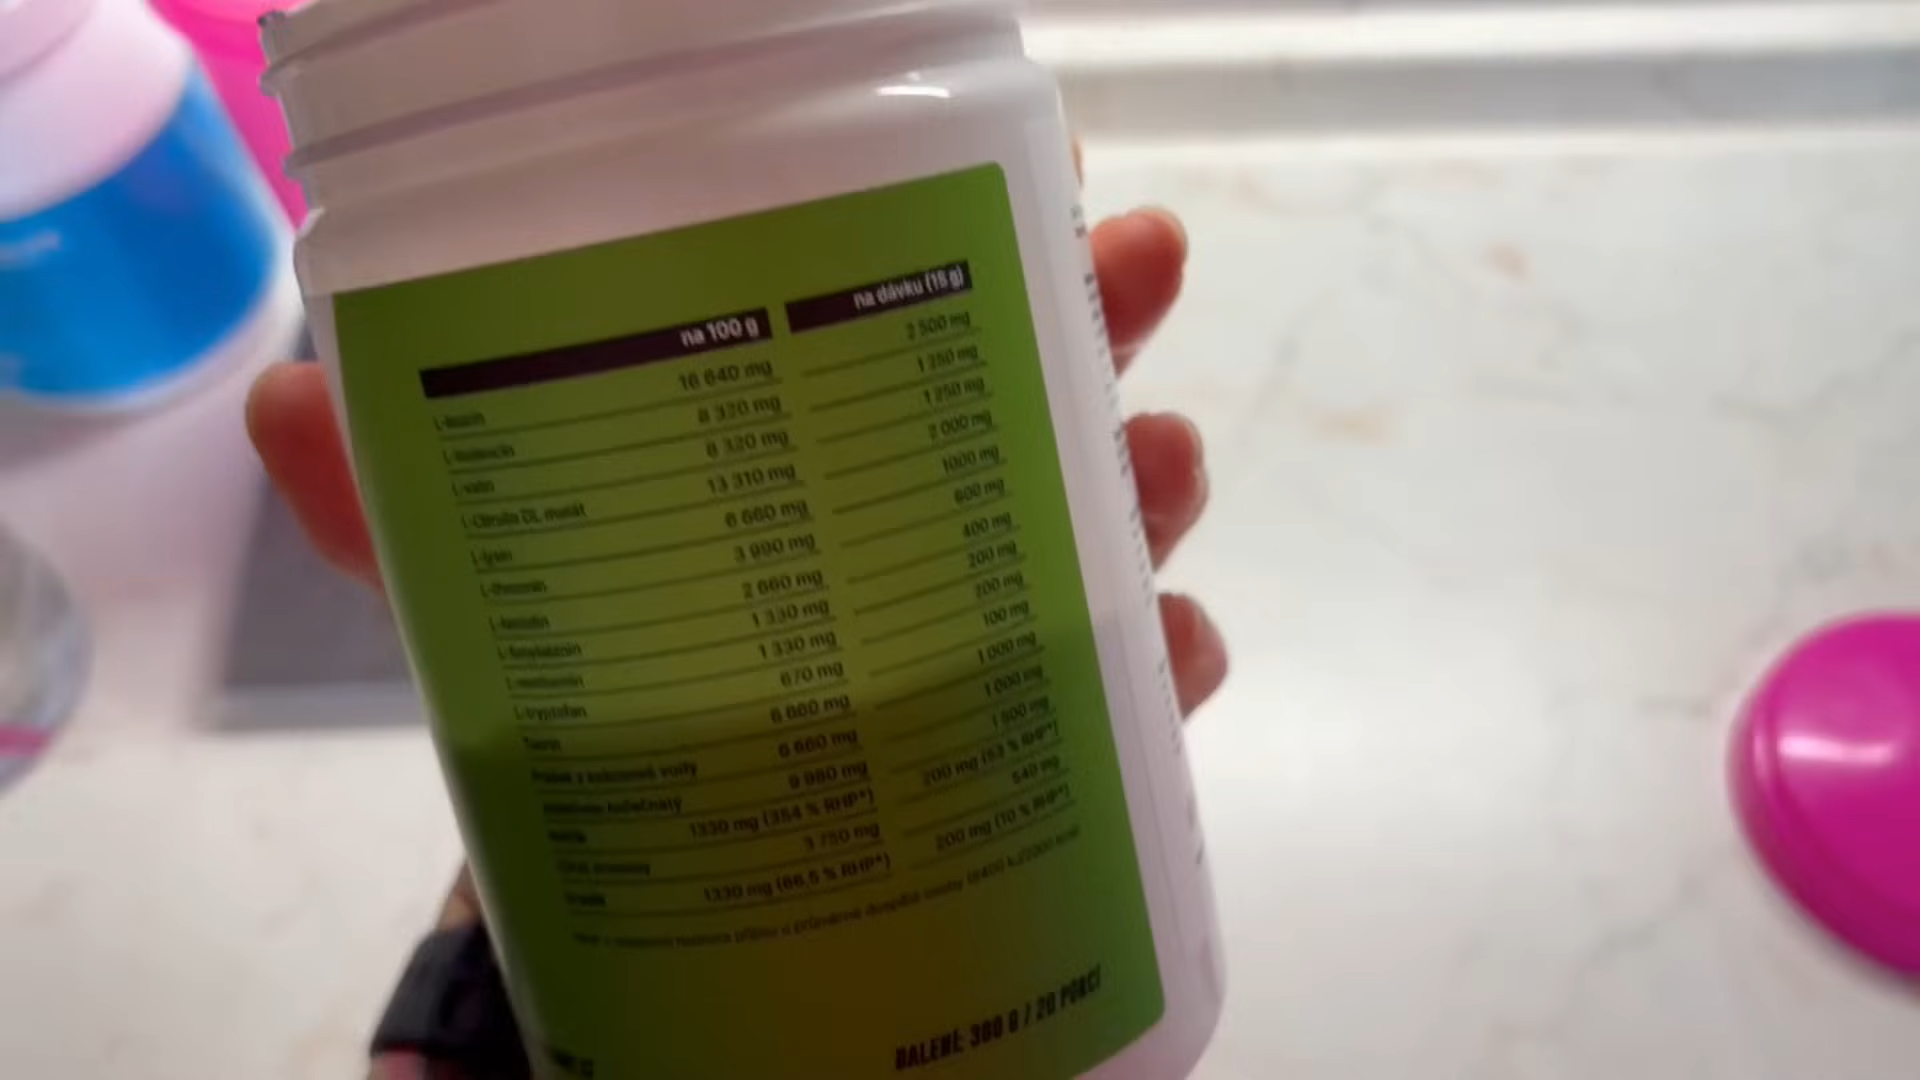 na 100 g na dávku (15 g)
L-leucin 16 640 mg 2 500 mg
L-isoleucin 8 320 mg 1 250 mg
L-valin 8 320 mg 1 250 mg
L-Citrulin DL malát 13 310 mg 2 000 mg
L-lysin 6 660 mg 1000 mg
L-threonin 3 990 mg 600 mg
L-histidin 2 660 mg 400 mg
L-fenylalanin 1 330 mg 200 mg
L-methionin 1 330 mg 200 mg
L-tryptofan 670 mg 100 mg
Taurin 6 660 mg 1 000 mg
Prášek z kokosové vody 6 660 mg 1 000 mg
9 980 mg 1 500 mg
Hořčík 1330 mg (354 % RHP*) 200 mg (53 % RHP*)
3 750 mg 540 mg
Draslík 1330 mg (66,5 % RHP*) 200 mg (10 % RHP*)
BALENÍ: 300 g / 20 PORCÍ